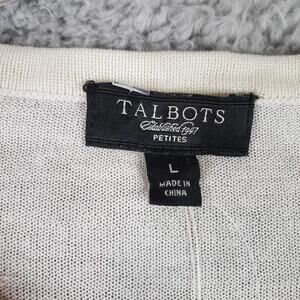 TALBOTS
Established 1947
PETITES
L
MADE IN
CHINA